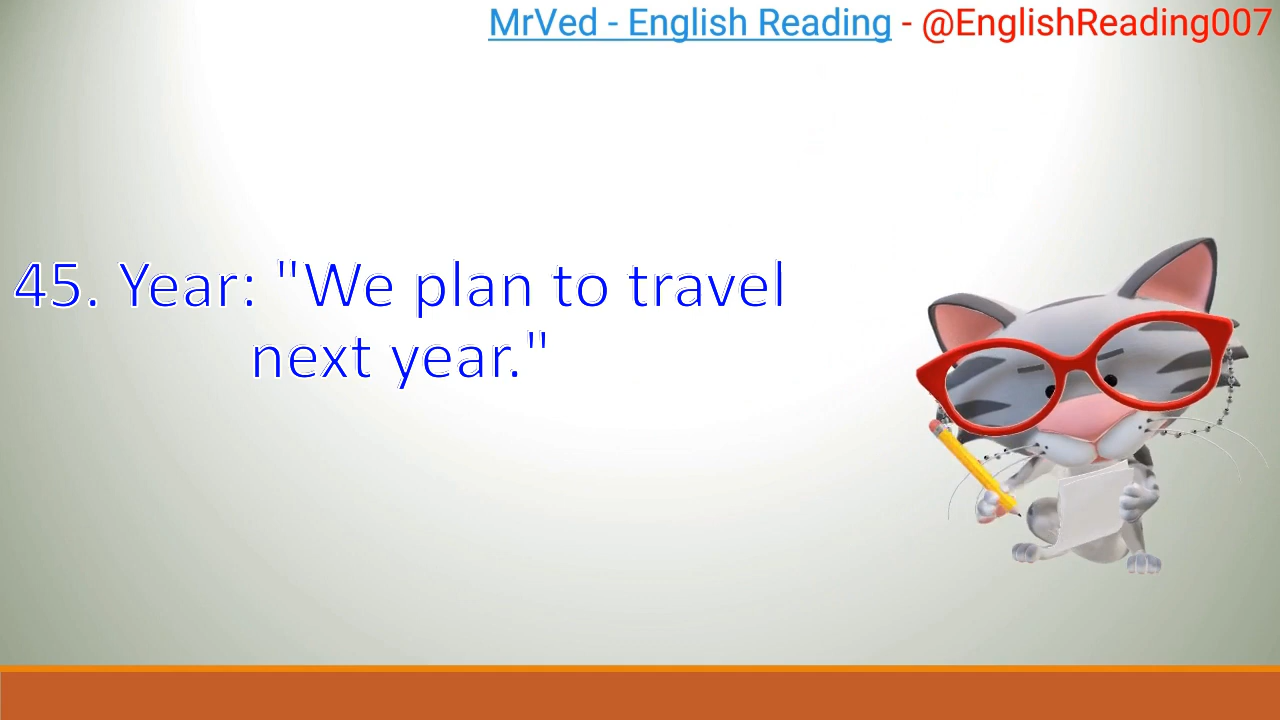 MrVed - English Reading - @EnglishReading007
45. Year: "We plan to travel
next year."